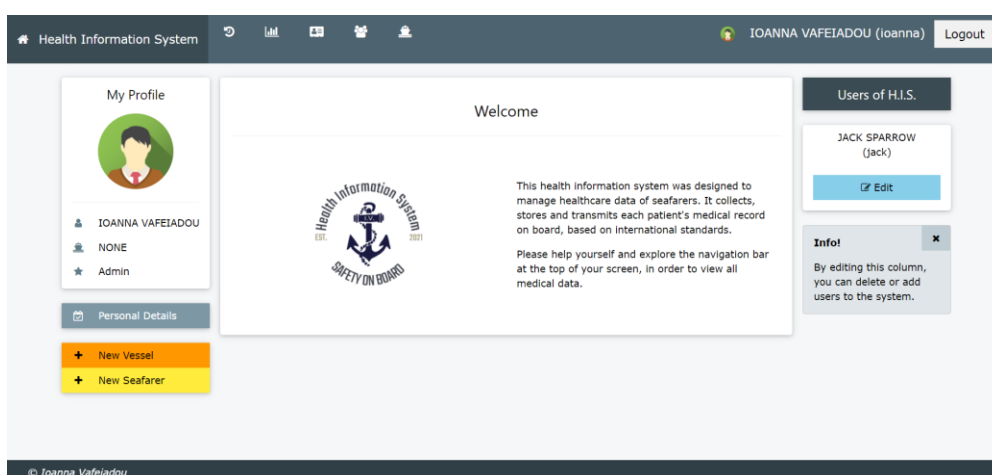 Health Information System
IOANNA VAFEIADOU (ioanna)
Logout
My Profile
IOANNA VAFEIADOU
NONE
Admin
Personal Details
New Vessel
New Seafarer
Welcome
Health Information System
EST.
I.V.
2021
SAFETY ON BOARD
This health information system was designed to
manage healthcare data of seafarers. It collects,
stores and transmits each patient's medical record
on board, based on international standards.
Please help yourself and explore the navigation bar
at the top of your screen, in order to view all
medical data.
Users of H.I.S.
JACK SPARROW
(jack)
Edit
Info!
By editing this column,
you can delete or add
users to the system.
© Ioanna Vafeiadou